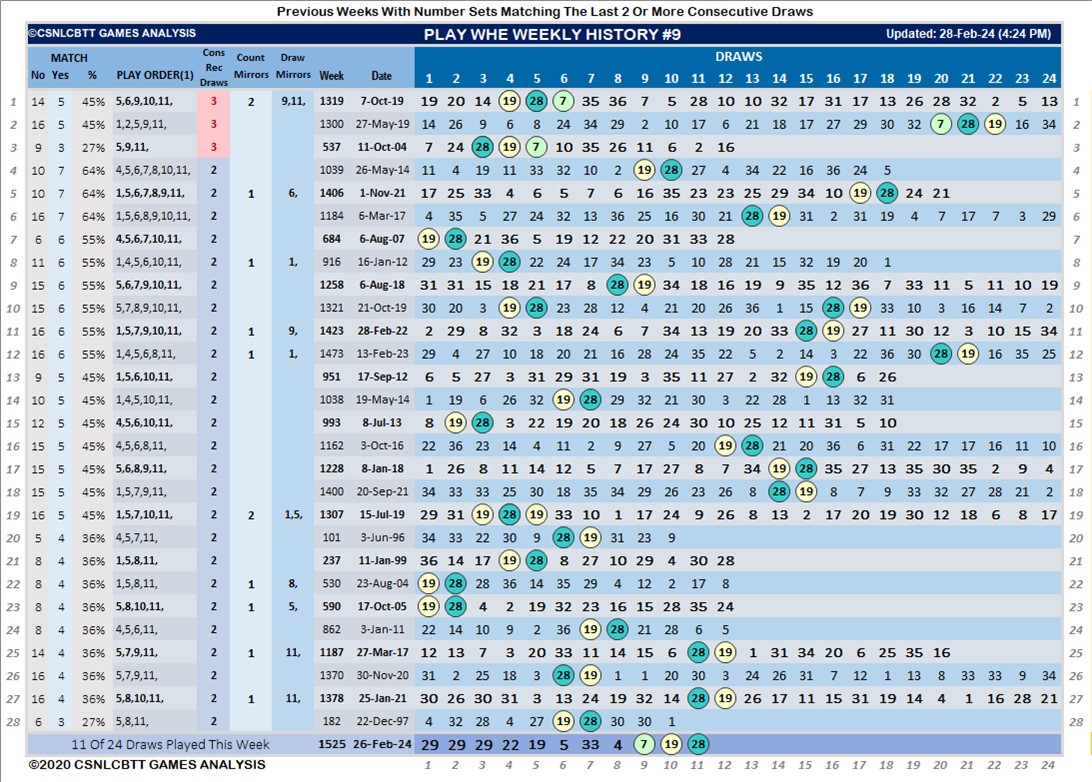 Previous Weeks With Number Sets Matching The Last 2 Or More Consecutive Draws
©CSNLCBTT GAMES ANALYSIS PLAY WHE WEEKLY HISTORY #9 Updated: 28-Feb-24 (4:24 PM)
MATCH Cons Rec Draws Count Mirrors Draw Mirrors DRAWS
No Yes % PLAY ORDER(1) Week Date 1 2 3 4 5 6 7 8 9 10 11 12 13 14 15 16 17 18 19 20 21 22 23 24
1 14 5 45% 5,6,9,10,11, 3 2 9,11, 1319 7-Oct-19 19 20 14 19 28 7 35 36 7 5 28 10 10 32 17 31 17 13 26 28 32 2 5 13 1
2 16 5 45% 1,2,5,9,11, 3 1300 27-May-19 14 26 9 6 8 24 34 29 2 10 17 6 21 18 17 27 29 30 32 7 28 19 16 34 2
3 9 3 27% 5,9,11, 3 537 11-Oct-04 7 24 28 19 7 10 35 26 11 6 2 16 3
4 10 7 64% 4,5,6,7,8,10,11, 2 1039 26-May-14 11 4 19 11 33 32 10 2 19 28 27 4 34 22 16 36 24 5 4
5 10 7 64% 1,5,6,7,8,9,11, 2 1 6, 1406 1-Nov-21 17 25 33 4 6 5 7 6 16 35 23 23 25 29 34 10 19 28 24 21 5
6 16 7 64% 1,5,6,8,9,10,11, 2 1184 6-Mar-17 4 35 5 27 24 32 13 36 25 16 30 21 28 19 31 6 2 31 19 4 7 17 7 3 29 6
7 6 6 55% 4,5,6,7,10,11, 2 684 6-Aug-07 19 28 21 36 5 19 12 22 20 31 33 28 7
8 11 6 55% 1,4,5,6,10,11, 2 1 1, 916 16-Jan-12 29 23 19 28 22 24 17 34 23 5 10 28 21 15 32 19 20 1 8
9 15 6 55% 5,6,7,9,10,11, 2 1258 6-Aug-18 31 31 15 18 21 17 8 28 19 34 18 16 19 9 35 12 36 7 33 11 5 11 10 19 9
10 15 6 55% 5,7,8,9,10,11, 2 1321 21-Oct-19 30 20 3 19 28 23 10 28 12 4 21 20 26 36 1 15 28 19 33 10 3 16 14 7 2 10
11 16 6 55% 1,5,7,9,10,11, 2 1 9, 1423 28-Feb-22 2 29 8 32 3 18 24 6 7 34 13 19 20 33 28 19 27 11 30 12 3 10 15 34 11
12 16 6 55% 1,4,5,6,8,11, 2 1 1, 1473 13-Feb-23 29 4 27 10 18 20 21 16 28 24 35 22 5 2 14 3 22 36 30 28 19 16 35 25 12
13 9 5 45% 1,5,6,10,11, 2 951 17-Sep-12 6 5 27 3 31 29 31 19 3 35 11 27 2 32 19 28 6 26 13
14 10 5 45% 1,4,5,10,11, 2 1038 19-May-14 1 19 6 26 32 19 28 29 32 21 30 3 22 28 1 13 32 31 14
15 12 5 45% 4,5,6,10,11, 2 993 8-Jul-13 8 19 28 3 22 19 20 18 26 24 30 12 10 25 12 11 31 5 10 15
16 15 5 45% 4,5,6,8,11, 2 1162 3-Oct-16 22 36 23 14 4 11 2 9 27 5 20 19 28 21 20 36 6 31 22 17 17 16 11 10 16
17 15 5 45% 5,6,8,9,11, 2 1228 8-Jan-18 1 26 8 11 14 12 5 7 17 27 8 7 34 19 28 35 27 13 35 30 35 2 9 4 17
18 15 5 45% 1,5,7,9,11, 2 1400 20-Sep-21 34 33 33 25 30 18 35 34 29 26 23 26 8 28 19 8 7 9 33 32 27 28 21 2 18
19 16 5 45% 1,5,7,10,11, 2 2 1,5, 1307 15-Jul-19 29 31 19 28 19 33 10 1 17 24 9 26 8 13 2 17 20 19 30 12 18 6 8 17 19
20 5 4 36% 4,5,7,11, 2 101 3-Jun-96 34 33 22 30 9 28 19 31 23 9 20
21 8 4 36% 1,5,8,11, 2 237 11-Jan-99 36 14 17 19 28 8 27 10 29 4 30 28 21
22 8 4 36% 1,5,8,11, 2 1 8, 530 23-Aug-04 19 28 28 36 14 35 29 4 12 2 17 8 22
23 8 4 36% 5,8,10,11, 2 1 5, 590 17-Oct-05 19 28 4 2 19 32 23 16 15 28 35 24 23
24 8 4 36% 4,5,6,11, 2 862 3-Jan-11 22 14 10 9 2 36 19 28 21 28 6 5 24
25 14 4 36% 5,7,9,11, 2 1 11, 1187 27-Mar-17 12 13 7 3 20 33 11 14 15 6 28 19 1 31 34 20 6 25 35 16 25
26 16 4 36% 5,7,9,11, 2 1370 30-Nov-20 31 2 25 18 3 28 19 1 1 20 30 3 24 26 31 7 12 1 13 8 33 33 9 34 26
27 16 4 36% 5,8,10,11, 2 1 11, 1378 25-Jan-21 30 26 30 31 3 13 24 19 32 14 28 19 26 17 11 15 31 19 14 4 1 16 28 21 27
28 6 3 27% 5,8,11, 2 182 22-Dec-97 4 32 28 4 27 19 28 30 30 1 28
11 Of 24 Draws Played This Week 1525 26-Feb-24 29 29 29 22 19 5 33 4 7 19 28
©2020 CSNLCBTT GAMES ANALYSIS 1 2 3 4 5 6 7 8 9 10 11 12 13 14 15 16 17 18 19 20 21 22 23 24